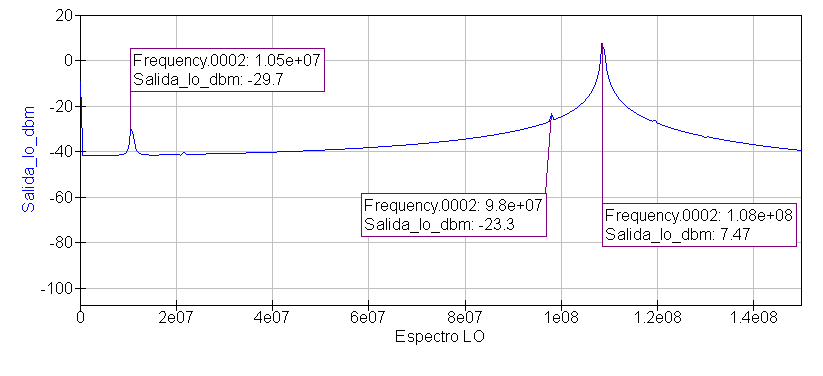 20
0
-20
-40
-60
-80
-100
Salida_lo_dbm
Frequency.0002: 1.05e+07
Salida_lo_dbm: -29.7
Frequency.0002: 9.8e+07
Salida_lo_dbm: -23.3
Frequency.0002: 1.08e+08
Salida_lo_dbm: 7.47
0 2e07 4e07 6e07 8e07 1e08 1.2e08 1.4e08
Espectro LO